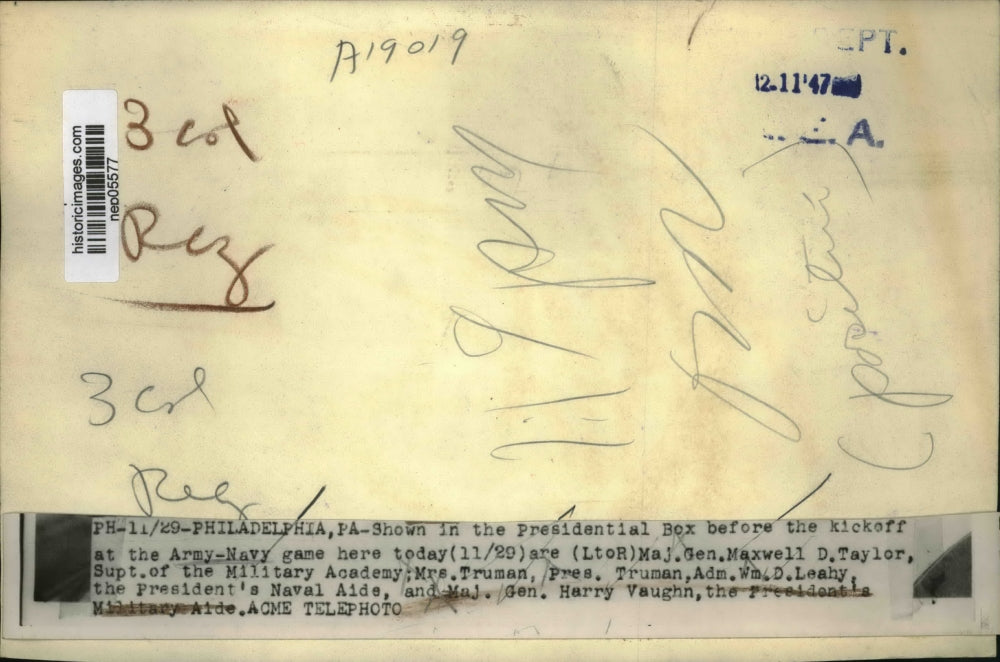 A19019
EPT.
12.11'47
A.
historicimages.com
nep05577
3 col
Reg
3 col
Reg
(positive)
PH-11/29-PHILADELPHIA,PA-Shown in the Presidential Box before the kickoff
at the Army-Navy game here today(11/29)are (LtoR)Maj.Gen.Maxwell D.Taylor,
Supt.of the Military Academy;Mrs.Truman, Pres. Truman,Adm.Wm.D.Leahy,
the President's Naval Aide, and Maj. Gen. Harry Vaughn,the President's
Military Aide.ACME TELEPHOTO